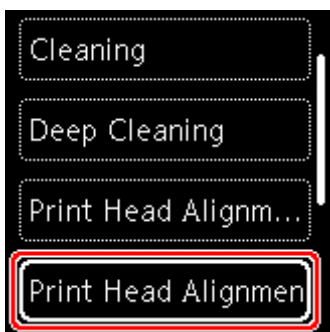 Cleaning
Deep Cleaning
Print Head Alignm...
Print Head Alignmen